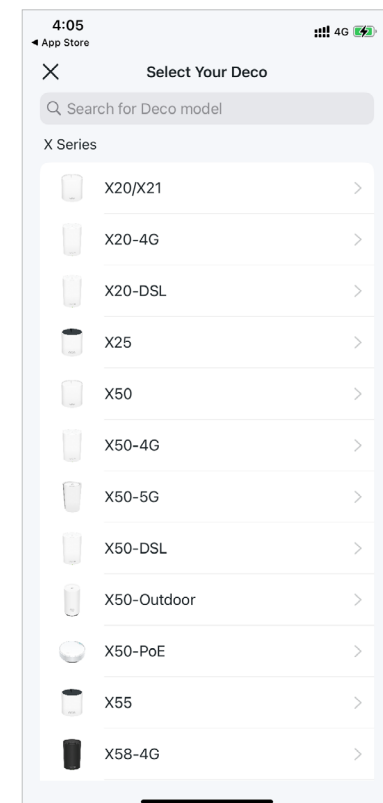 4:05
4G
◀ App Store
Select Your Deco
Search for Deco model
X Series
X20/X21
X20-4G
X20-DSL
X25
X50
X50-4G
X50-5G
X50-DSL
X50-Outdoor
X50-PoE
X55
X58-4G